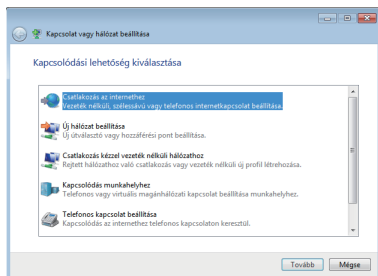 Kapcsolat vagy hálózat beállítása
Kapcsolódási lehetőség kiválasztása
Csatlakozás az internethez
Vezeték nélküli, szélessávú vagy telefonos internetkapcsolat beállítása.
Új hálózat beállítása
Új útválasztó vagy hozzáférési pont beállítása.
Csatlakozás kézzel vezeték nélküli hálózathoz
Rejtett hálózathoz való csatlakozás vagy vezeték nélküli új profil létrehozása.
Kapcsolódás munkahelyhez
Telefonos vagy virtuális magánhálózati kapcsolat beállítása munkahelyhez.
Telefonos kapcsolat beállítása
Kapcsolódás az internethez telefonos kapcsolaton keresztül.
Tovább
Mégse